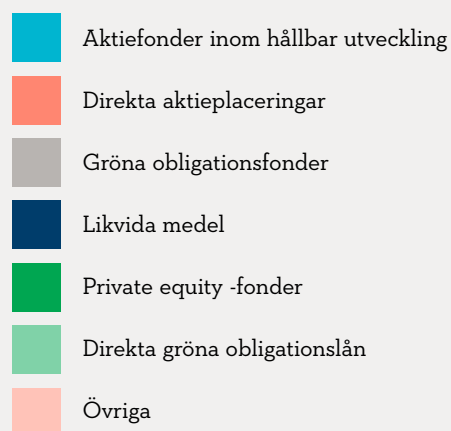 Aktiefonder inom hållbar utveckling
Direkta aktieplaceringar
Gröna obligationsfonder
Likvida medel
Private equity -fonder
Direkta gröna obligationslån
Övriga